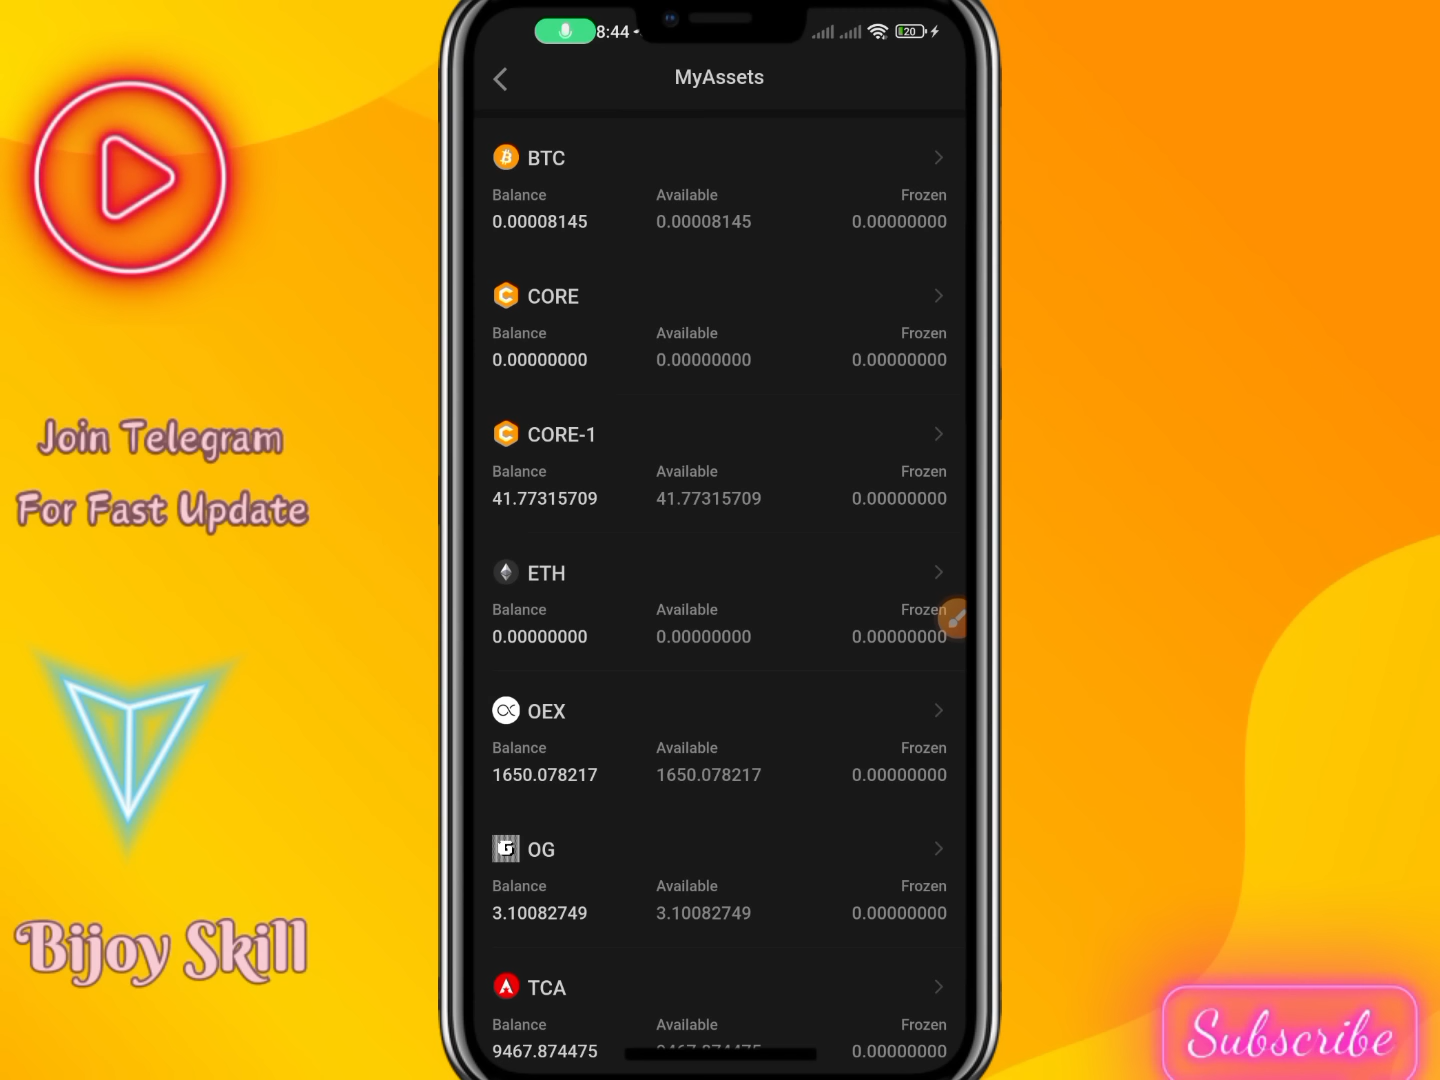 8:44
20
MyAssets
BTC
Balance Available Frozen
0.00008145 0.00008145 0.00000000
CORE
Balance Available Frozen
0.00000000 0.00000000 0.00000000
CORE-1
Balance Available Frozen
41.77315709 41.77315709 0.00000000
ETH
Balance Available Frozen
0.00000000 0.00000000 0.00000000
OEX
Balance Available Frozen
1650.078217 1650.078217 0.00000000
OG
Balance Available Frozen
3.10082749 3.10082749 0.00000000
TCA
Balance Available Frozen
9467.874475 0.00000000
Join Telegram
For Fast Update
Bijoy Skill
Subscribe